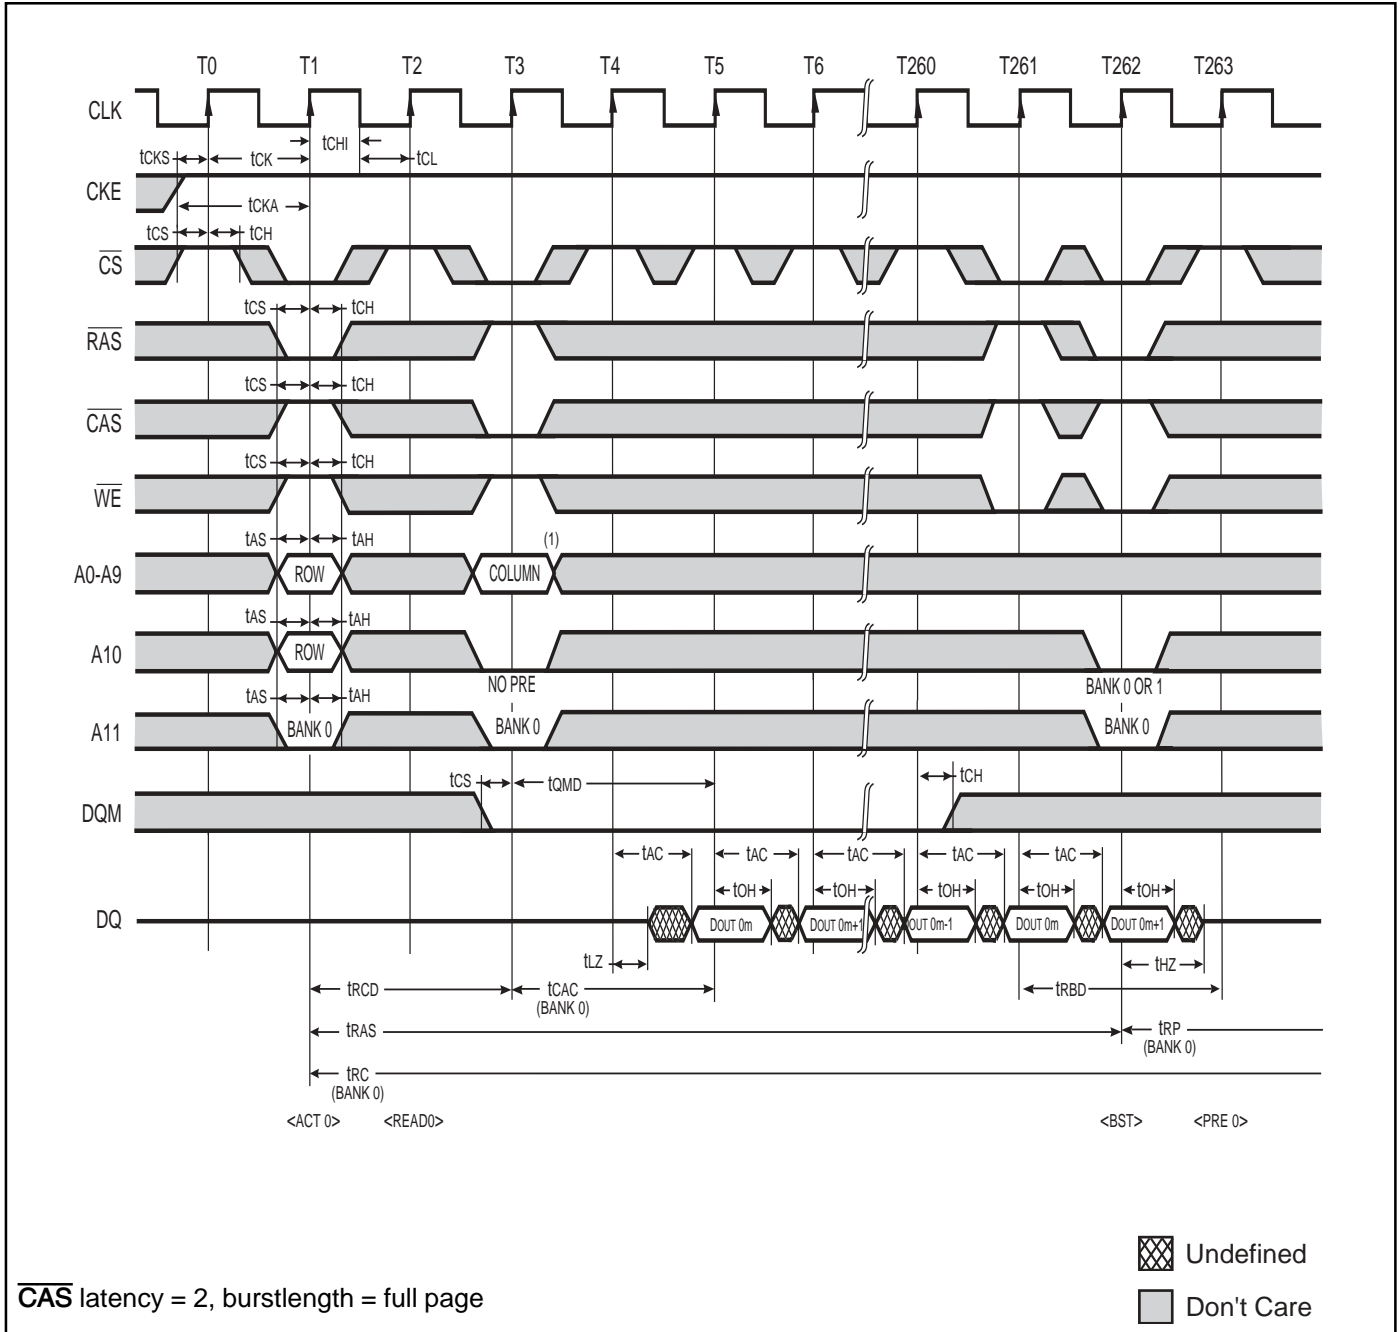 T0 T1 T2 T3 T4 T5 T6 T260 T261 T262 T263
CLK
tCHI
tCKS tCK tCL
CKE
tCKA
tCS tCH
CS
tCS tCH
RAS
tCS tCH
CAS
tCS tCH
WE
tAS tAH (1)
A0-A9 ROW COLUMN
tAS tAH
A10 ROW
NO PRE BANK 0 OR 1
tAS tAH
A11 BANK 0 BANK 0 BANK 0
tCS tQMD tCH
DQM
tAC tAC tAC tAC tAC
tOH tOH tOH tOH tOH
DQ DOUT 0m DOUT 0m+1 OUT 0m-1 DOUT 0m DOUT 0m+1
tLZ tHZ
tRCD tCAC tRBD
(BANK 0)
tRAS tRP
(BANK 0)
tRC
(BANK 0)
<ACT 0> <READ0> <BST> <PRE 0>
Undefined
CAS latency = 2, burstlength = full page
Don't Care